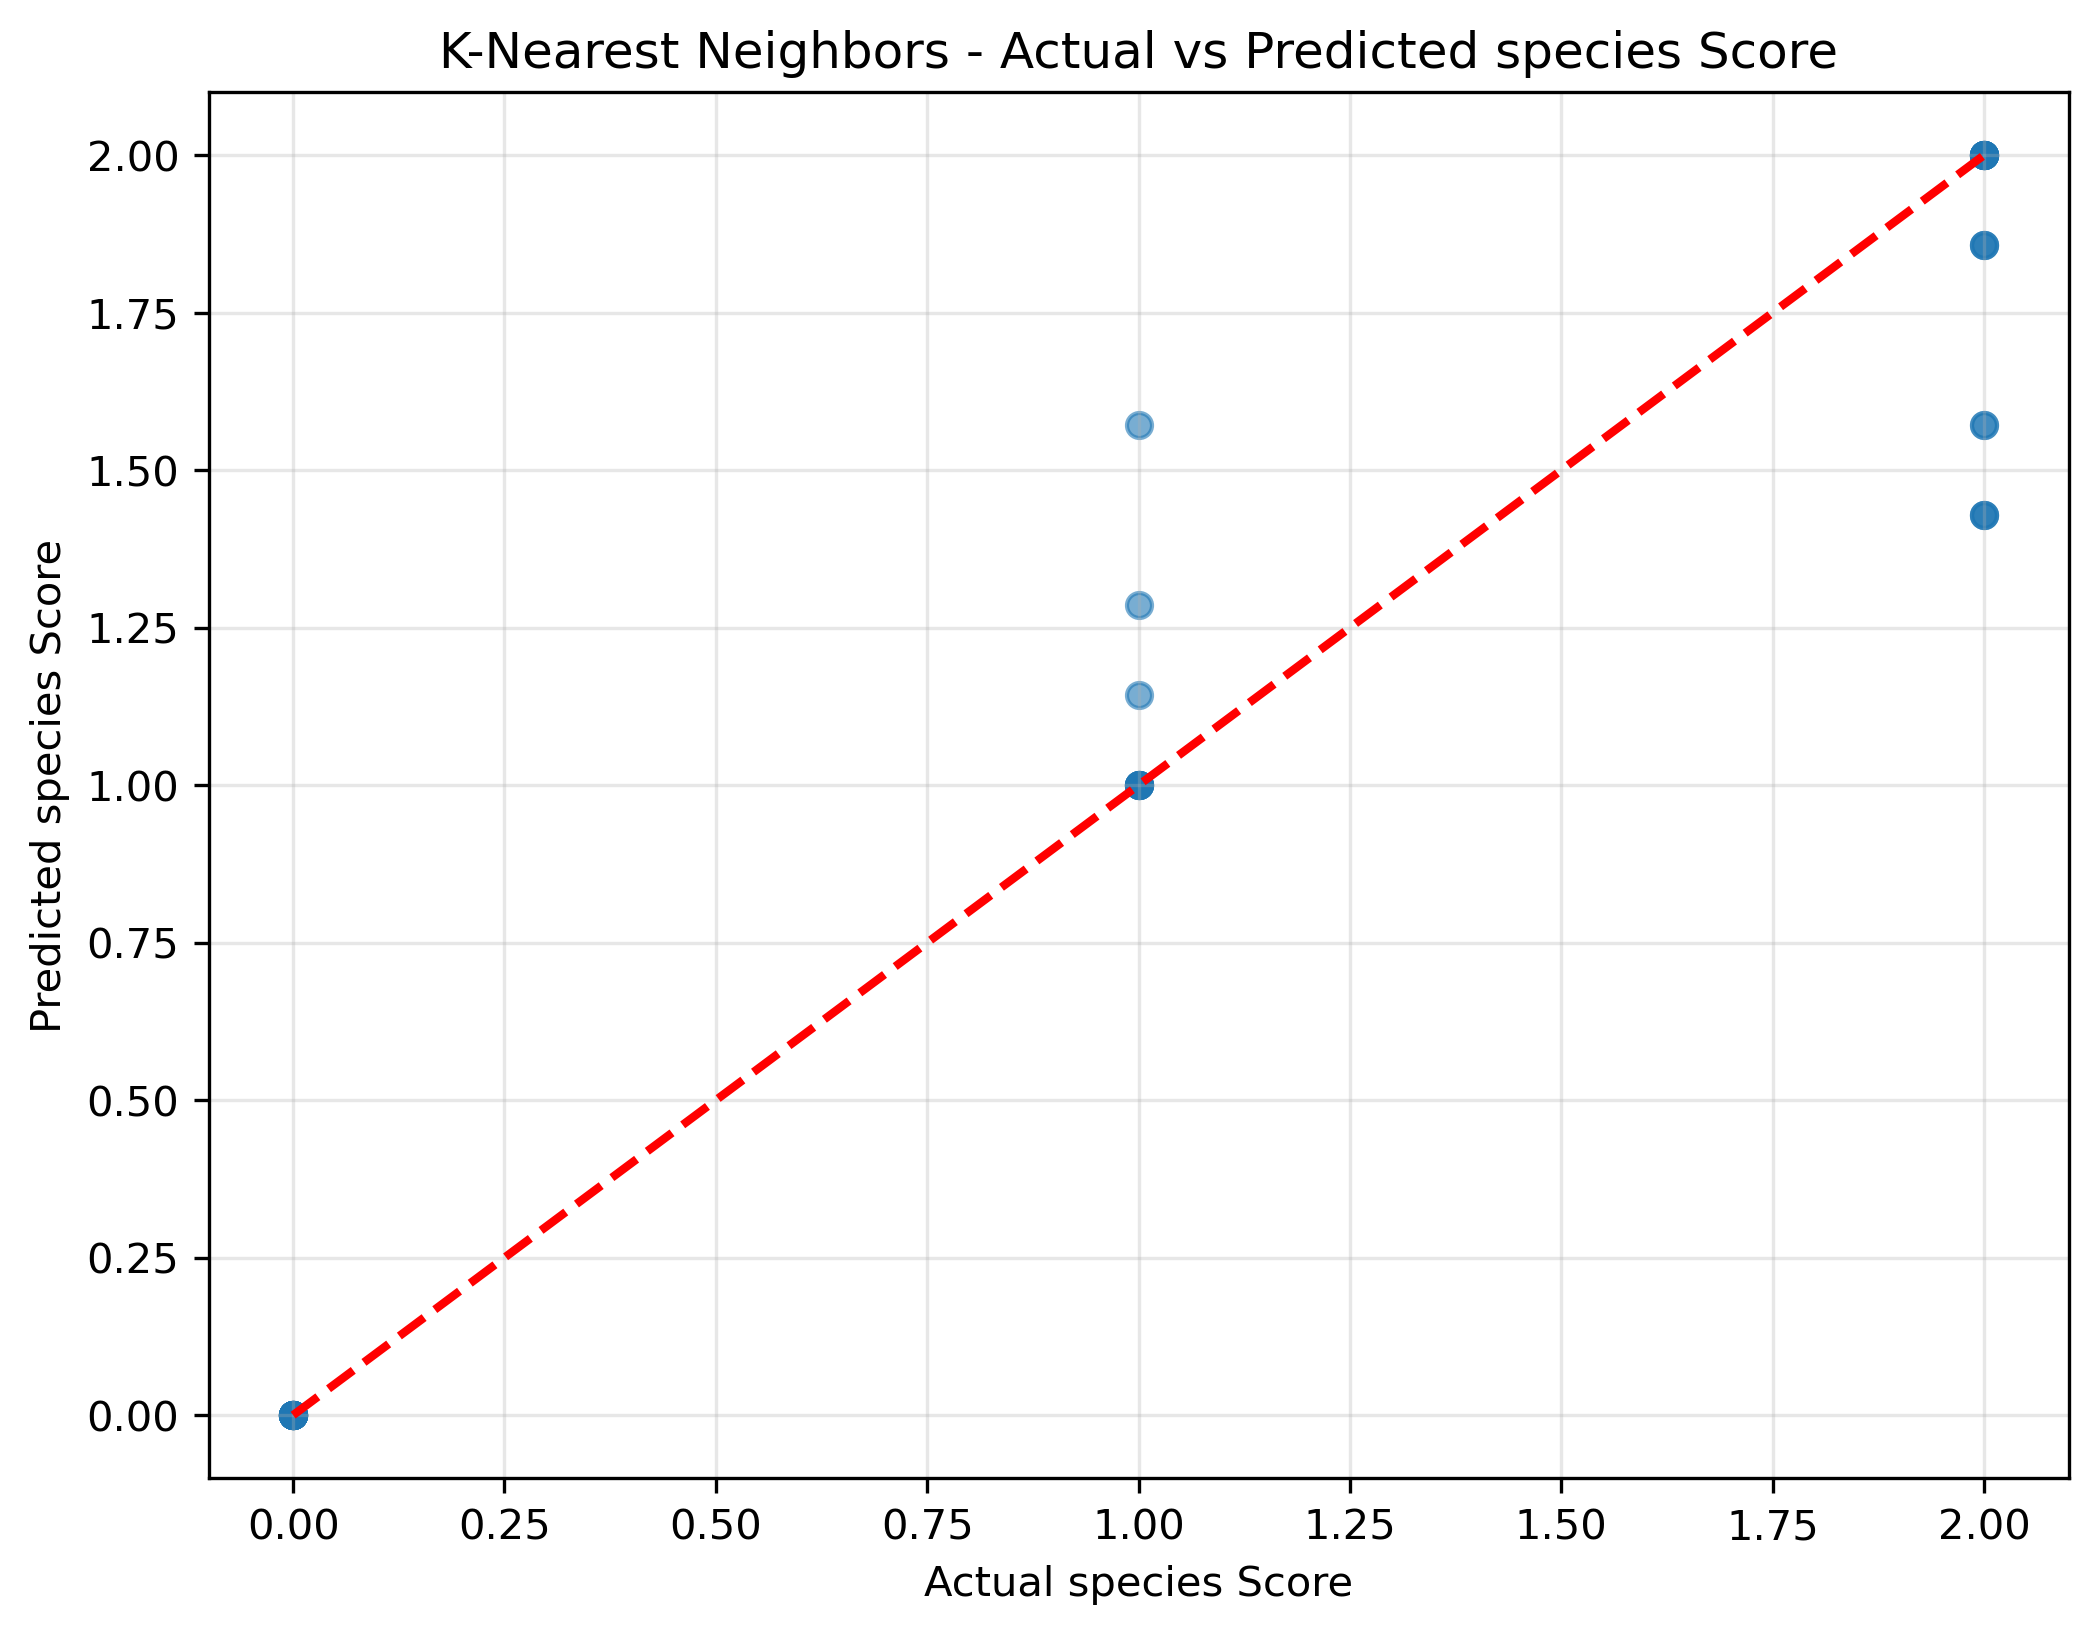 K-Nearest Neighbors - Actual vs Predicted species Score
2.00
1.75
1.50
1.25
1.00
0.75
0.50
0.25
0.00
Predicted species Score
0.00 0.25 0.50 0.75 1.00 1.25 1.50 1.75 2.00
Actual species Score